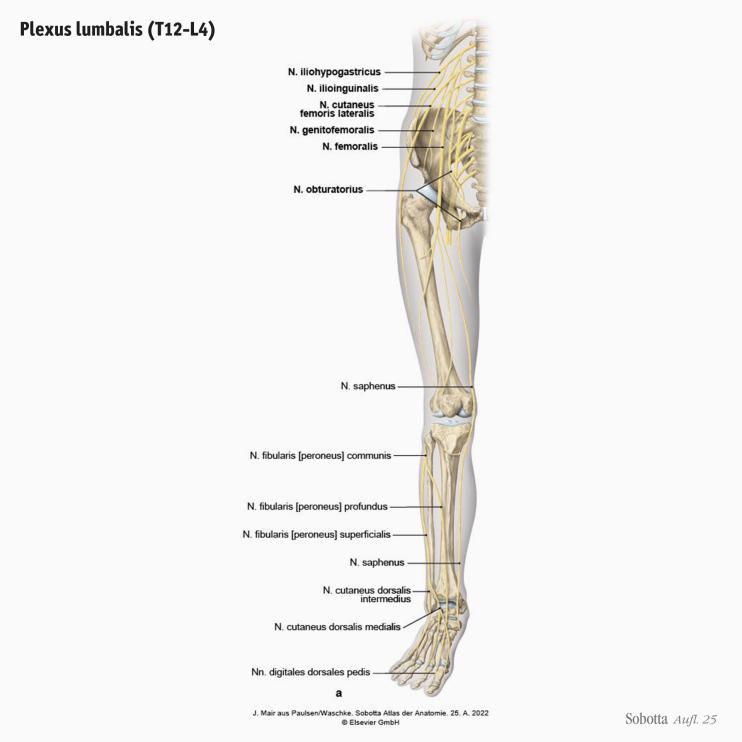 Plexus lumbalis (T12-L4)
N. iliohypogastricus
N. ilioinguinalis
N. cutaneus
femoris lateralis
N. genitofemoralis
N. femoralis
N. obturatorius
N. saphenus
N. fibularis [peroneus] communis
N. fibularis [peroneus] profundus
N. fibularis [peroneus] superficialis
N. saphenus
N. cutaneus dorsalis
intermedius
N. cutaneus dorsalis medialis
Nn. digitales dorsales pedis
a
J. Mair aus Paulsen/Waschke, Sobotta Atlas der Anatomie, 25. A. 2022
© Elsevier GmbH
Sobotta Aufl. 25